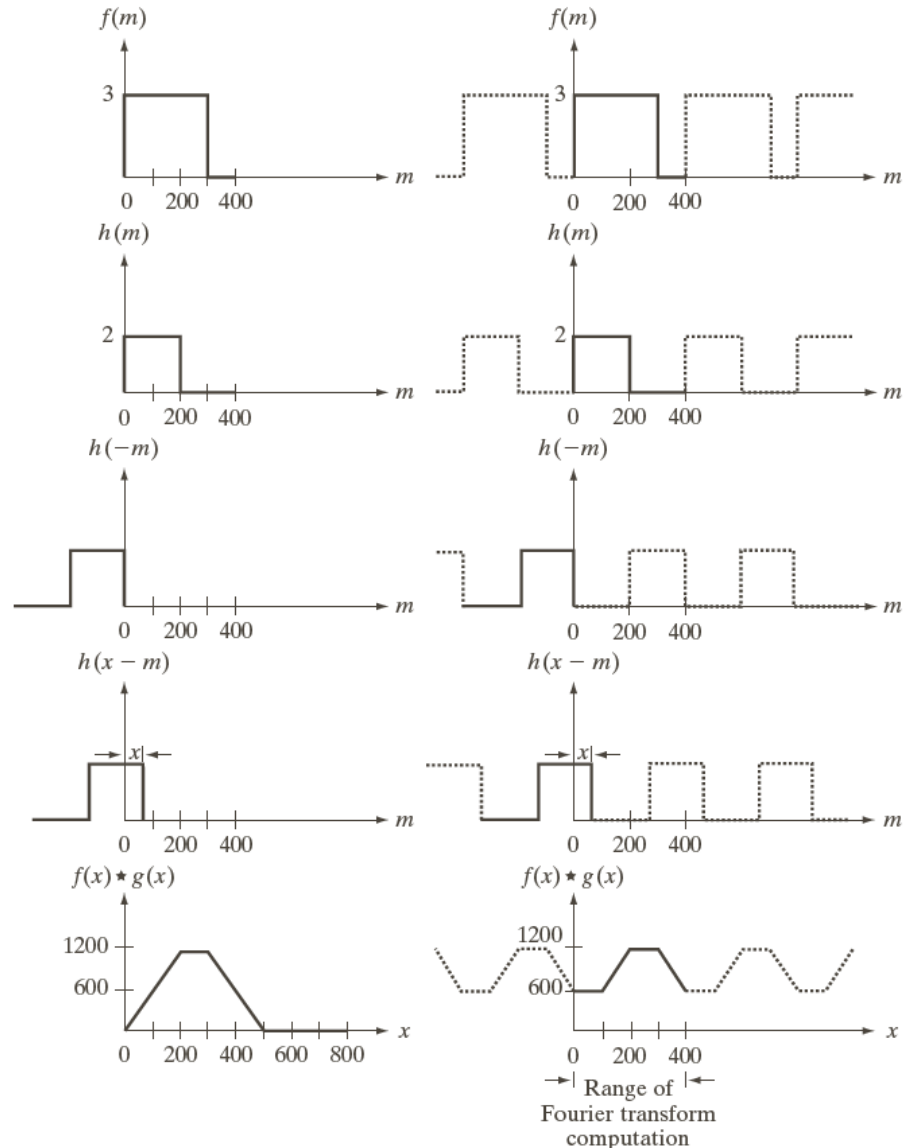 f(m) f(m)
3 3
m m
0 200 400 0 200 400
h(m) h(m)
2 2
m m
0 200 400 0 200 400
h(−m) h(−m)
m m
0 200 400 0 200 400
h(x − m) h(x − m)
x x
m m
0 200 400 0 200 400
f(x) ★ g(x) f(x) ★ g(x)
1200 1200
600 600
x x
0 200 400 600 800 0 200 400
Range of
Fourier transform
computation